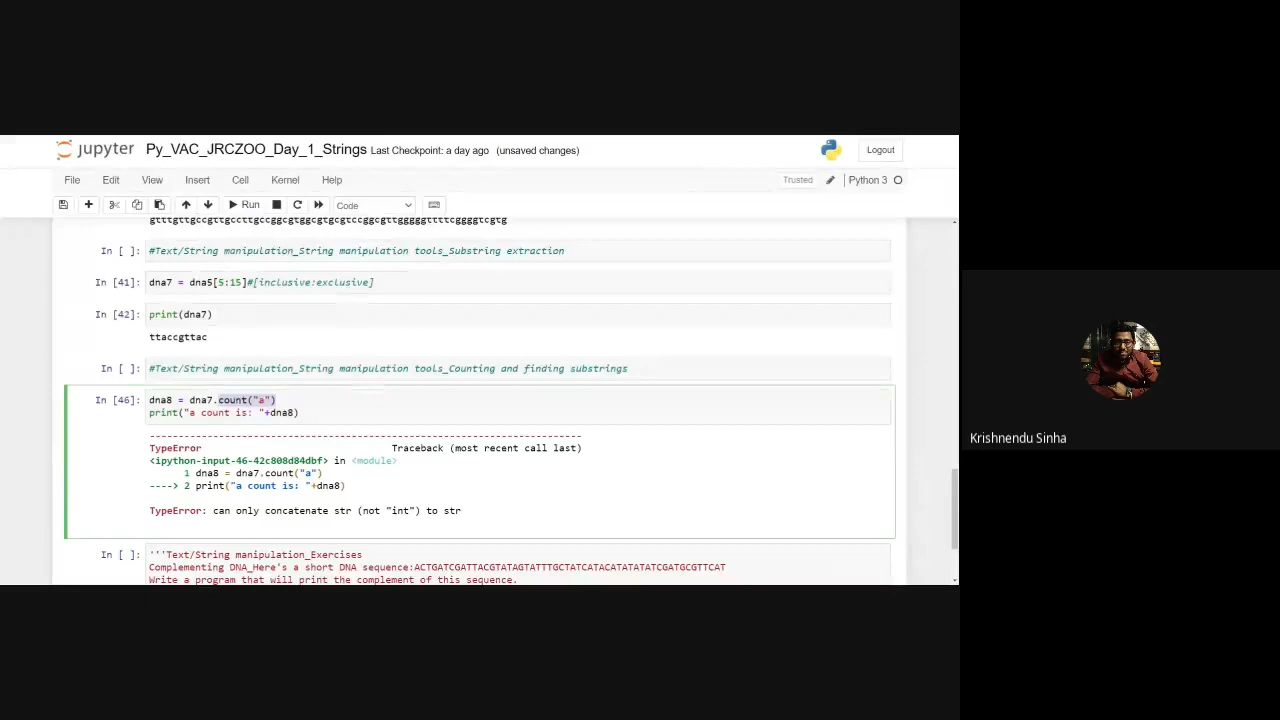 jupyter Py_VAC_JRCZOO_Day_1_Strings Last Checkpoint: a day ago (unsaved changes) Logout
File Edit View Insert Cell Kernel Help Trusted Python 3
Run Code
In [ ]: #Text/String manipulation_String manipulation tools_Substring extraction
In [41]: dna7 = dna5[5:15]#[inclusive:exclusive]
In [42]: print(dna7)
ttaccgttac
In [ ]: #Text/String manipulation_String manipulation tools_Counting and finding substrings
In [46]: dna8 = dna7.count("a")
print("a count is: "+dna8)
---------------------------------------------------------------------------
TypeError Traceback (most recent call last)
<ipython-input-46-42c808d84dbf> in <module>
1 dna8 = dna7.count("a")
----> 2 print("a count is: "+dna8)
TypeError: can only concatenate str (not "int") to str
In [ ]: '''Text/String manipulation_Exercises
Complementing DNA_Here's a short DNA sequence:ACTGATCGATTACGTATAGTATTTGCTATCATACATATATATCGATGCGTTCAT
Write a program that will print the complement of this sequence.
Krishnendu Sinha